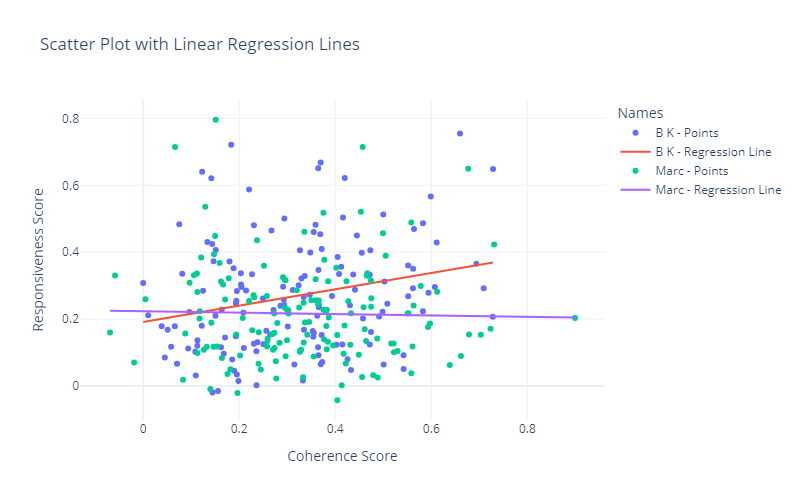 Scatter Plot with Linear Regression Lines
Names
B K - Points
B K - Regression Line
Marc - Points
Marc - Regression Line
0.8
0.6
0.4
0.2
0
Responsiveness Score
0
0.2
0.4
0.6
0.8
Coherence Score